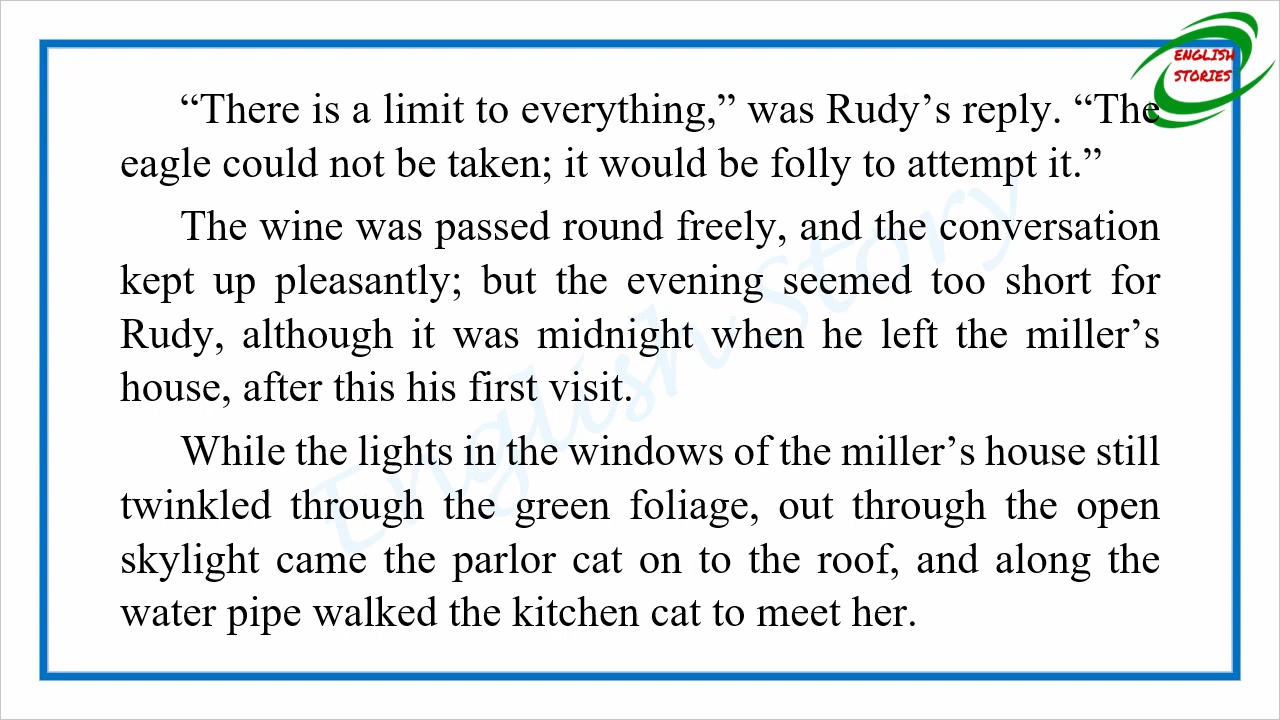 ENGLISH
STORIES
“There is a limit to everything,” was Rudy’s reply. “The
eagle could not be taken; it would be folly to attempt it.”
The wine was passed round freely, and the conversation
kept up pleasantly; but the evening seemed too short for
Rudy, although it was midnight when he left the miller’s
house, after this his first visit.
While the lights in the windows of the miller’s house still
twinkled through the green foliage, out through the open
skylight came the parlor cat on to the roof, and along the
water pipe walked the kitchen cat to meet her.
English Story